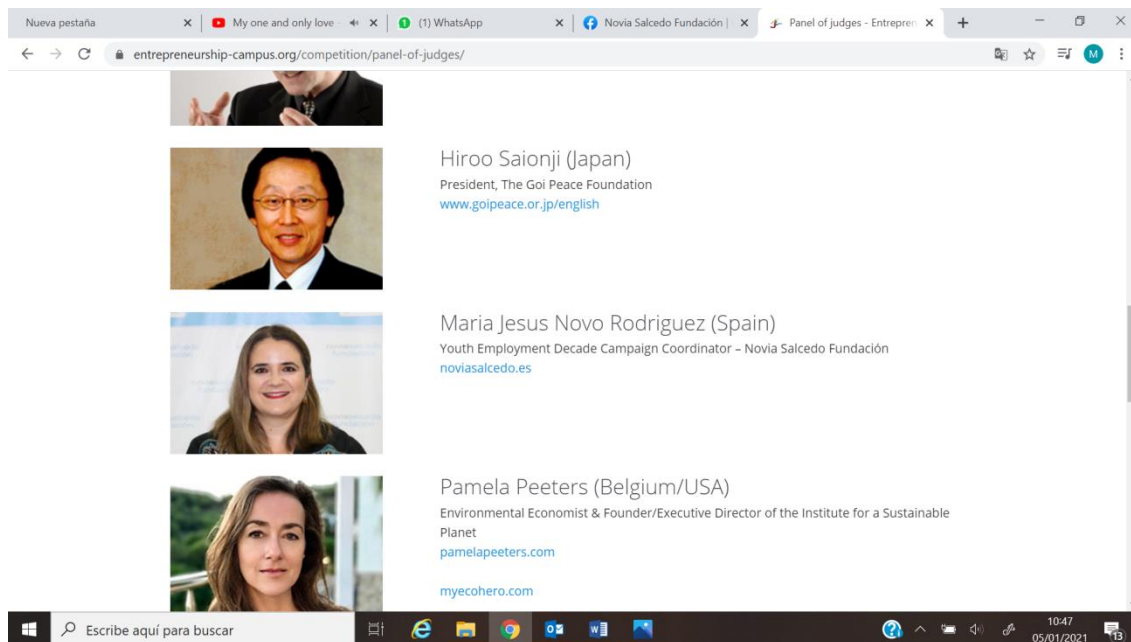 Nueva pestaña
My one and only love -
(1) WhatsApp
Novia Salcedo Fundación |
Panel of judges - Entrepren
entrepreneurship-campus.org/competition/panel-of-judges/
M
Hiroo Saionji (Japan)
President, The Goi Peace Foundation
www.goipeace.or.jp/english
Maria Jesus Novo Rodriguez (Spain)
Youth Employment Decade Campaign Coordinator – Novia Salcedo Fundación
noviasalcedo.es
Pamela Peeters (Belgium/USA)
Environmental Economist & Founder/Executive Director of the Institute for a Sustainable
Planet
pamelapeeters.com
myecohero.com
Escribe aquí para buscar
10:47
05/01/2021
13